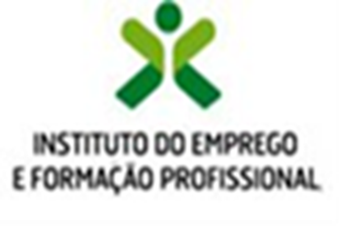 INSTITUTO DO EMPREGO
E FORMAÇÃO PROFISSIONAL